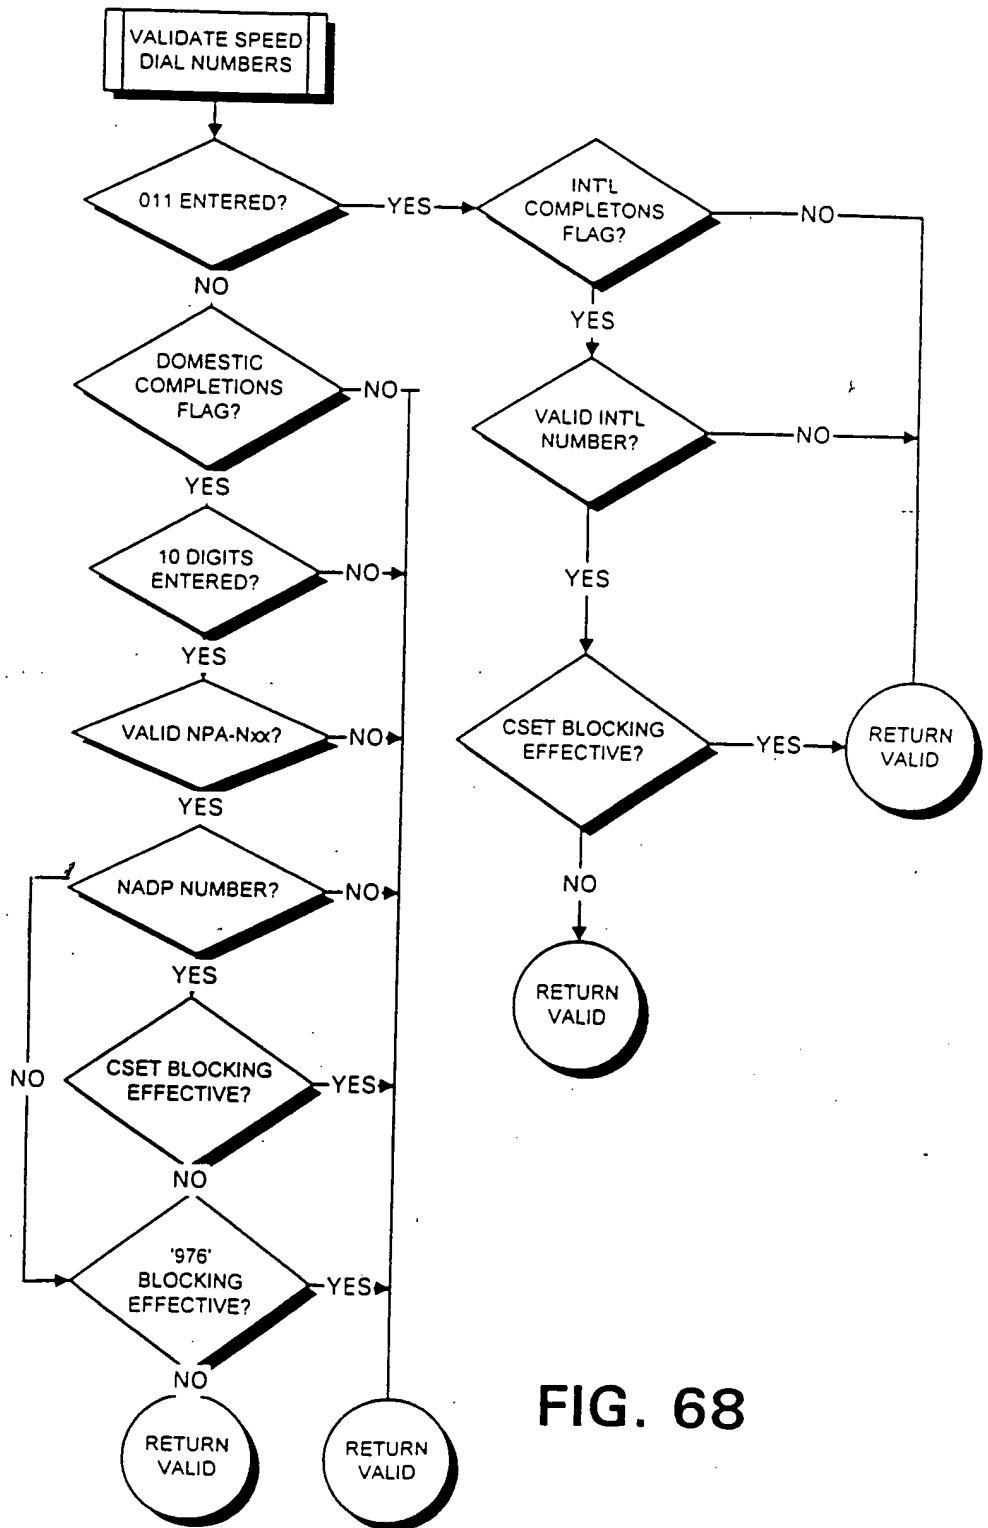 VALIDATE SPEED
DIAL NUMBERS
011 ENTERED?
YES
INT'L
COMPLETONS
FLAG?
NO
NO
YES
DOMESTIC
COMPLETIONS
FLAG?
NO
VALID INT'L
NUMBER?
NO
YES
10 DIGITS
ENTERED?
NO
YES
YES
VALID NPA-Nxx?
NO
CSET BLOCKING
EFFECTIVE?
YES
RETURN
VALID
YES
NADP NUMBER?
NO
NO
YES
RETURN
VALID
NO
CSET BLOCKING
EFFECTIVE?
YES
NO
'976'
BLOCKING
EFFECTIVE?
YES
NO
RETURN
VALID
RETURN
VALID
FIG. 68